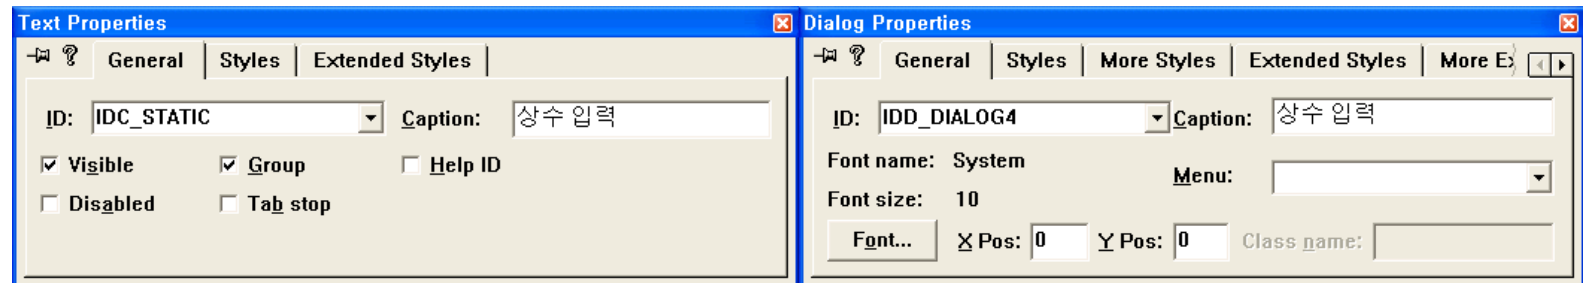 Text Properties
General Styles Extended Styles
ID: IDC_STATIC Caption: 상수 입력
Visible Group Help ID
Disabled Tab stop
Dialog Properties
General Styles More Styles Extended Styles More Ex
ID: IDD_DIALOG4 Caption: 상수 입력
Font name: System
Menu:
Font size: 10
Font... X Pos: 0 Y Pos: 0 Class name: